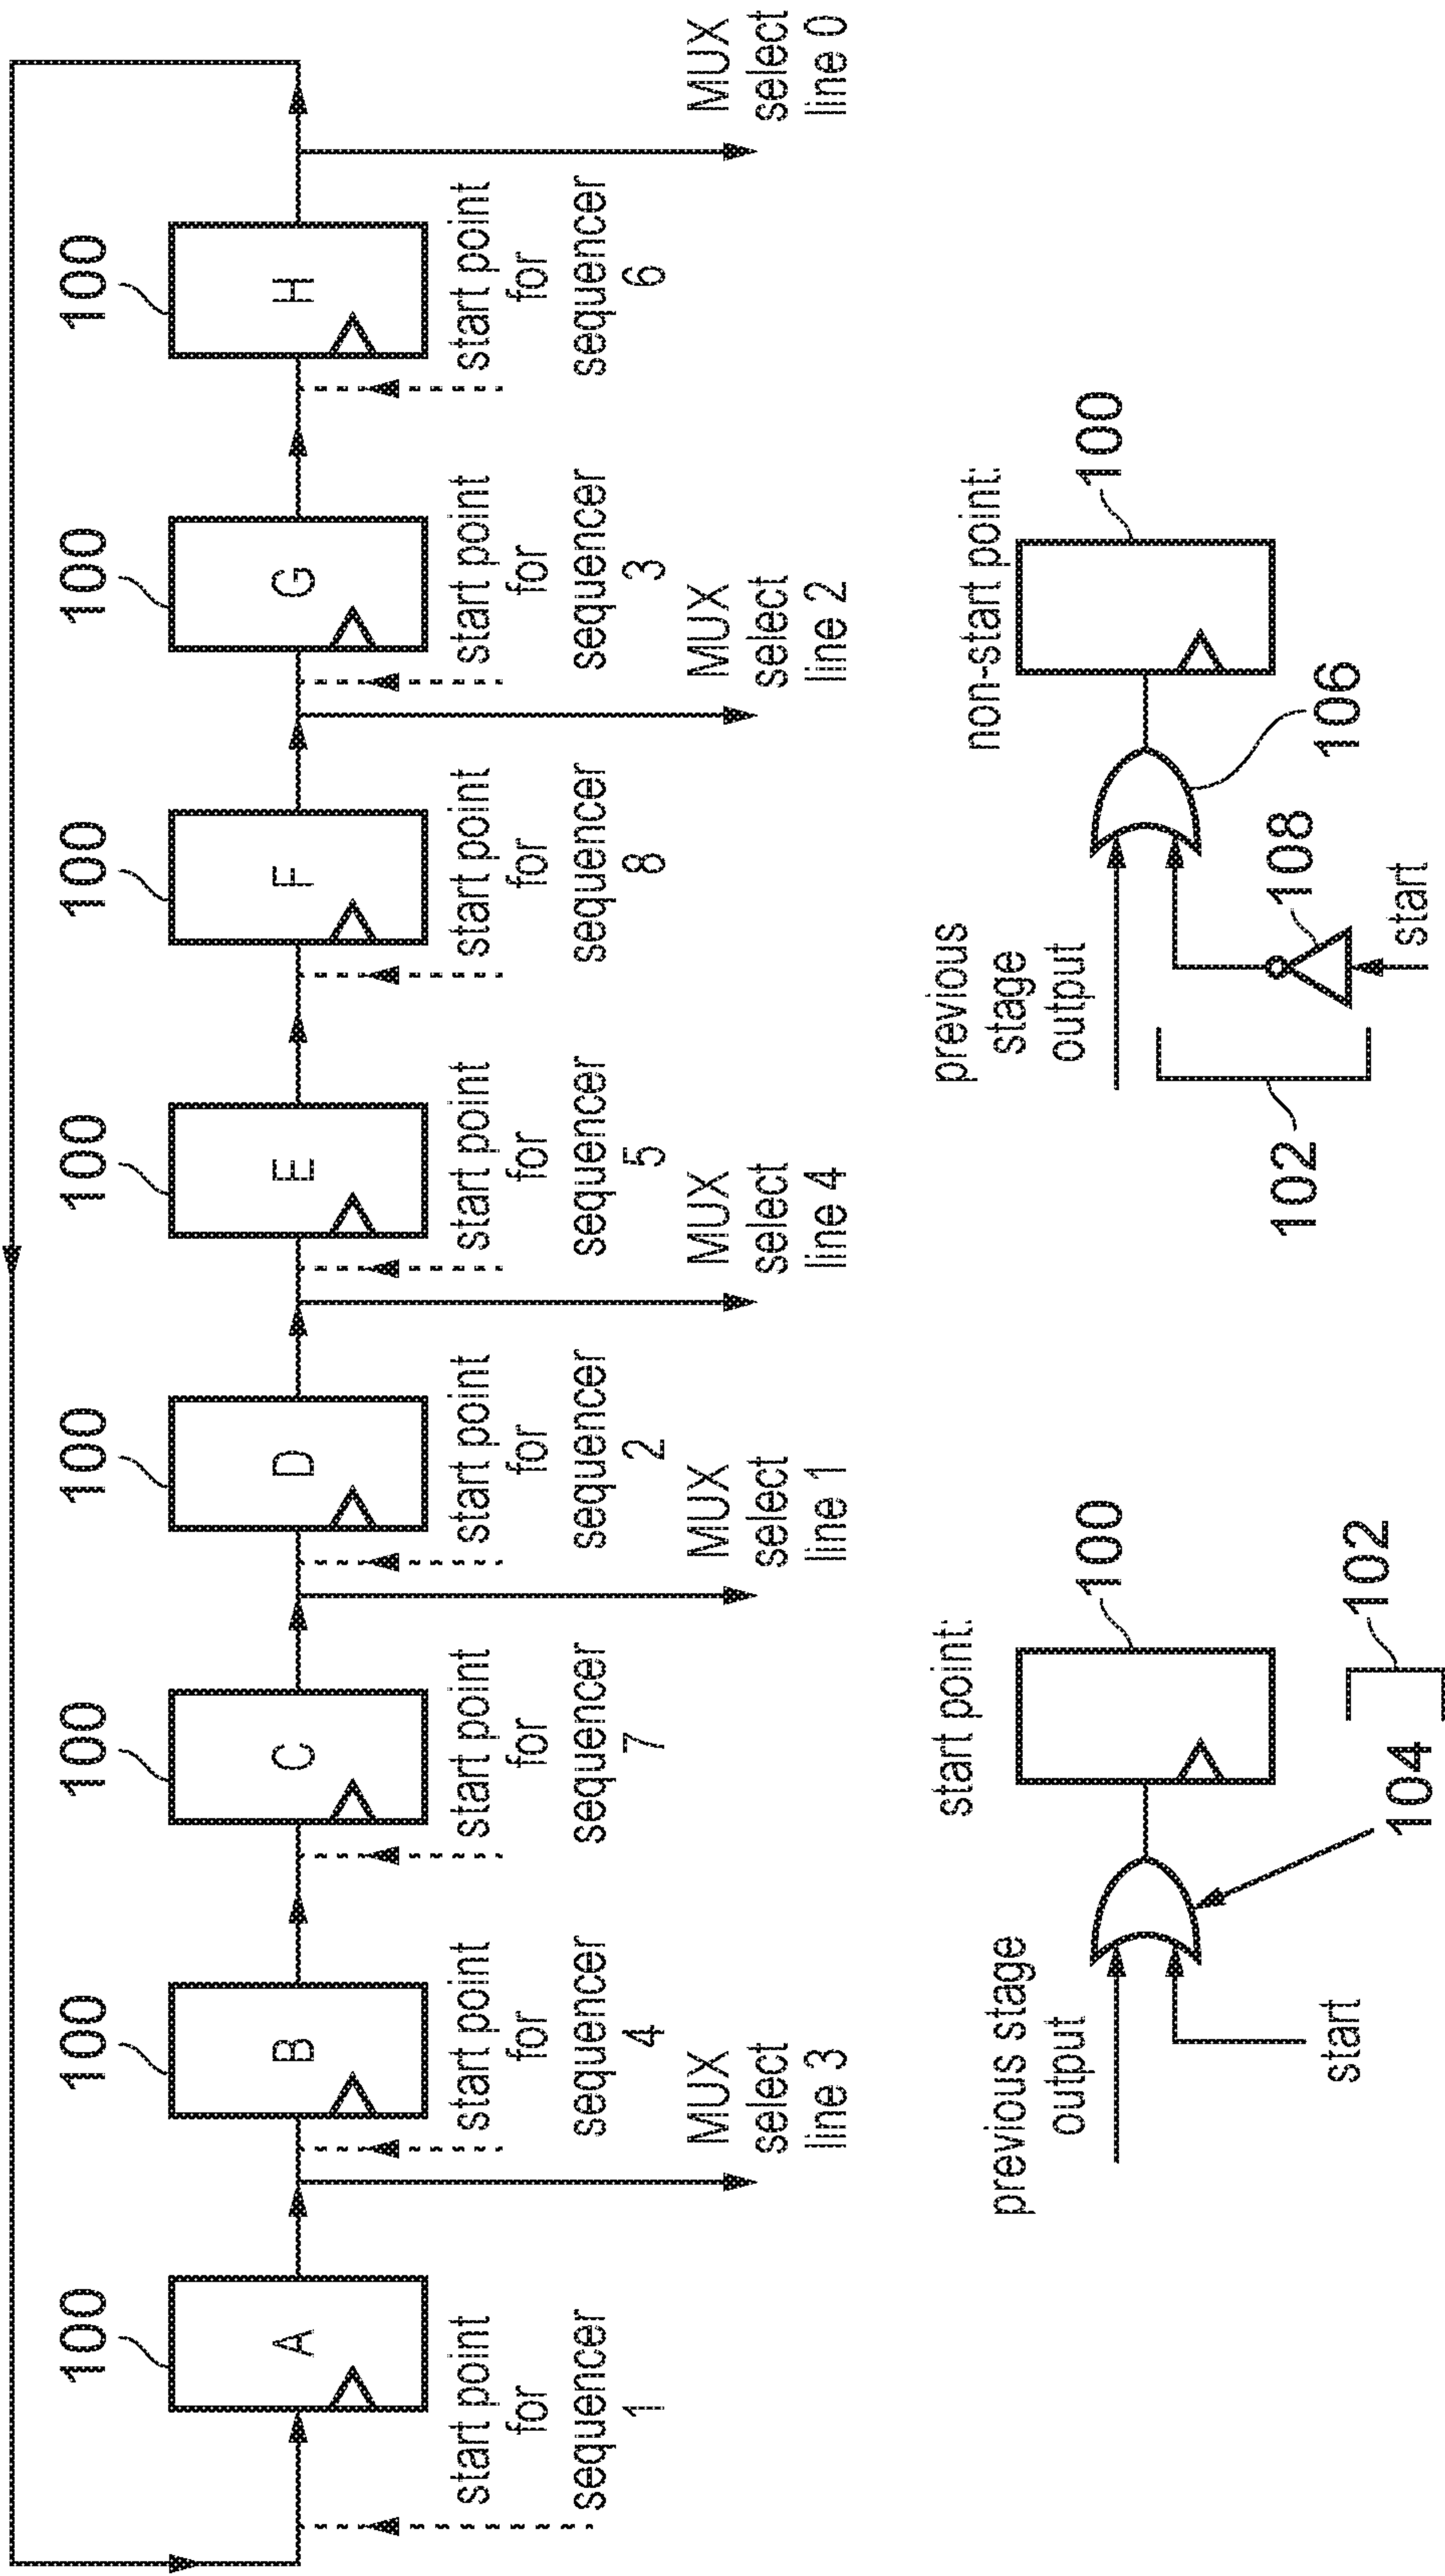 100
100
100
100
100
100
100
100
A
B
C
D
E
F
G
H
start point
for
sequencer
1
start point
for
sequencer
4
start point
for
sequencer
7
start point
for
sequencer
2
start point
for
sequencer
5
start point
for
sequencer
8
start point
for
sequencer
3
start point
for
sequencer
6
MUX
select
line 3
MUX
select
line 1
MUX
select
line 4
MUX
select
line 2
MUX
select
line 0
start point:
previous stage
output
100
start
104
102
non-start point:
previous
stage
output
100
106
108
102
start